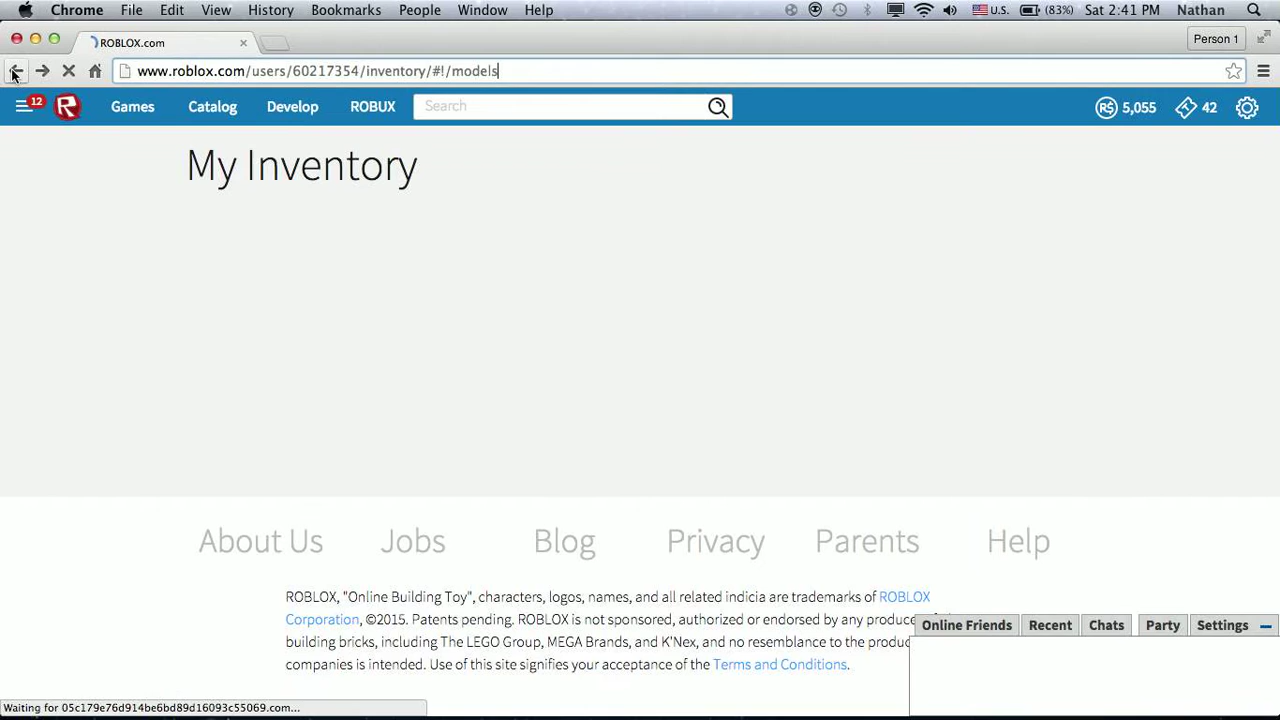 Chrome File Edit View History Bookmarks People Window Help U.S. (83%) Sat 2:41 PM Nathan
ROBLOX.com Person 1
www.roblox.com/users/60217354/inventory/#!/models
12 R Games Catalog Develop ROBUX Search R$ 5,055 42
My Inventory
About Us Jobs Blog Privacy Parents Help
ROBLOX, "Online Building Toy", characters, logos, names, and all related indicia are trademarks of ROBLOX
Corporation, ©2015. Patents pending. ROBLOX is not sponsored, authorized or endorsed by any produce
building bricks, including The LEGO Group, MEGA Brands, and K'Nex, and no resemblance to the produc
companies is intended. Use of this site signifies your acceptance of the Terms and Conditions.
Online Friends Recent Chats Party Settings
Waiting for 05c179e76d914be6bd89d16093c55069.com...